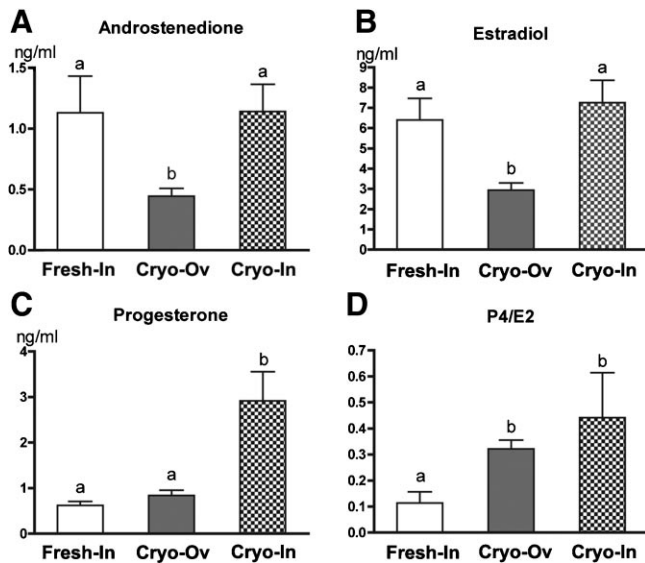 A
Androstenedione
ng/ml
1.5
1.0
0.5
0.0
a
b
a
Fresh-In Cryo-Ov Cryo-In
B
Estradiol
ng/ml
10
9
8
7
6
5
4
3
2
1
0
a
b
a
Fresh-In Cryo-Ov Cryo-In
C
Progesterone
ng/ml
4
3
2
1
0
a
a
b
Fresh-In Cryo-Ov Cryo-In
D
P4/E2
0.7
0.6
0.5
0.4
0.3
0.2
0.1
0.0
a
b
b
Fresh-In Cryo-Ov Cryo-In